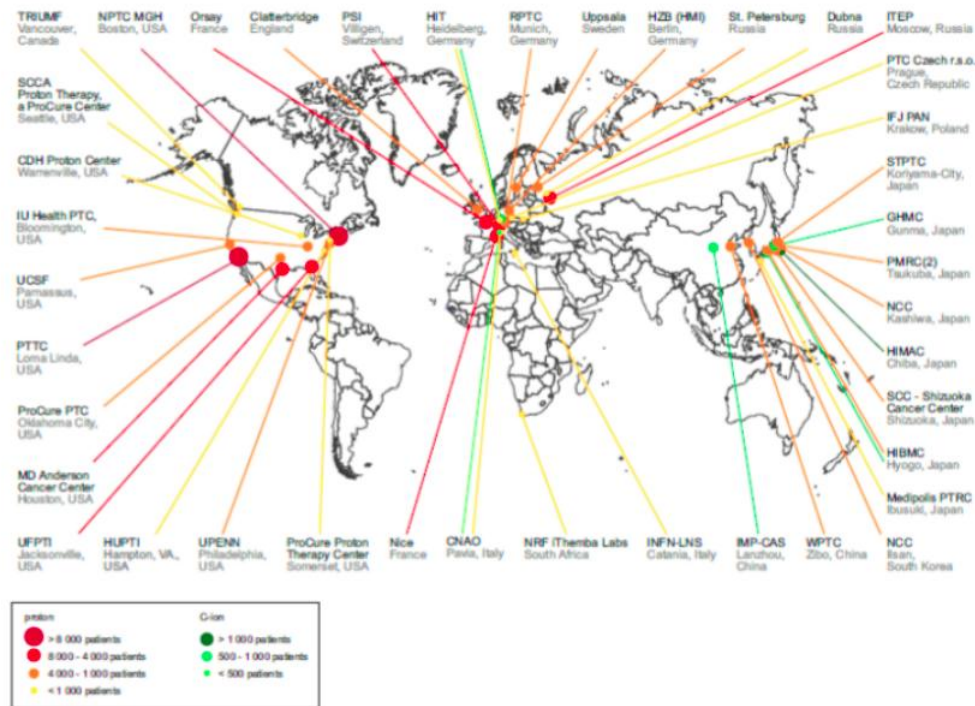 TRIUMF
Vancouver,
Canada
NPTC MGH
Boston, USA
Orsay
France
Clatterbridge
England
PSI
Villigen,
Switzerland
HIT
Heidelberg,
Germany
RPTC
Munich,
Germany
Uppsala
Sweden
HZB (HMI)
Berlin,
Germany
St. Petersburg
Russia
Dubna
Russia
ITEP
Moscow, Russia
SCCA
Proton Therapy,
a ProCure Center
Seattle, USA
CDH Proton Center
Warrenville, USA
IU Health PTC,
Bloomington,
USA
UCSF
Parnassus,
USA
PTTC
Loma Linda,
USA
ProCure PTC
Oklahoma City,
USA
MD Anderson
Cancer Center
Houston, USA
PTC Czech r.s.o.
Prague,
Czech Republic
IFJ PAN
Krakow, Poland
STPTC
Koriyama-City,
Japan
GHMC
Gunma, Japan
PMRC(2)
Tsukuba, Japan
NCC
Kashiwa, Japan
HIMAC
Chiba, Japan
SCC - Shizuoka
Cancer Center
Shizuoka, Japan
HIBMC
Hyogo, Japan
Medipolis PTRC
Ibusuki, Japan
UFPTI
Jacksonville,
USA
HUPTI
Hampton, VA.,
USA
UPENN
Philadelphia,
USA
ProCure Proton
Therapy Center
Somerset, USA
Nice
France
CNAO
Pavia, Italy
NRF iThemba Labs
South Africa
INFN-LNS
Catania, Italy
IMP-CAS
Lanzhou,
China
WPTC
Zibo, China
NCC
Ilsan,
South Korea
proton
> 8 000 patients
8 000 - 4 000 patients
4 000 - 1 000 patients
< 1 000 patients
C-ion
> 1 000 patients
500 - 1 000 patients
< 500 patients